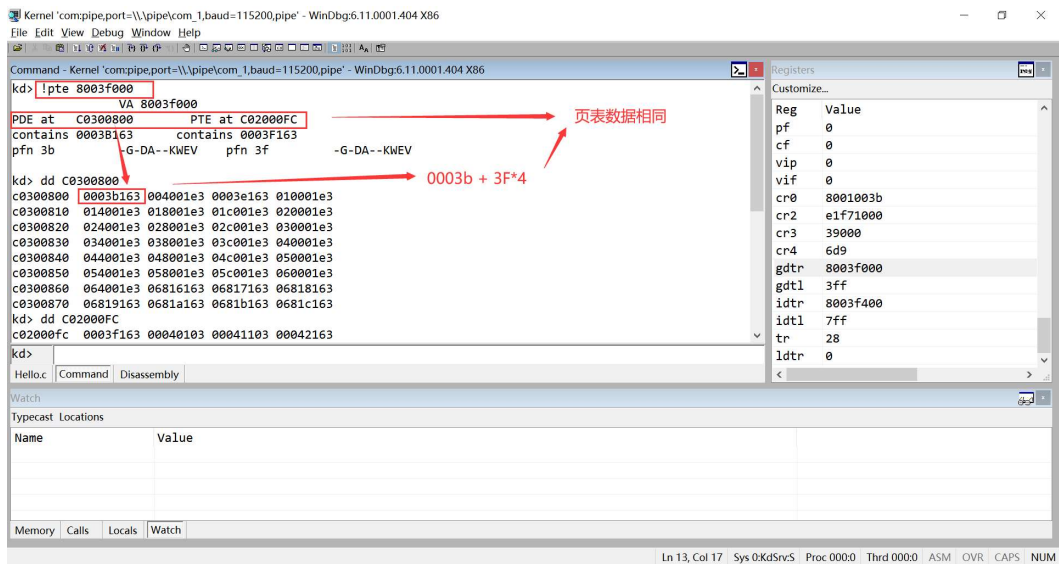 Kernel 'com:pipe,port=\\.\pipe\com_1,baud=115200,pipe' - WinDbg:6.11.0001.404 X86
File Edit View Debug Window Help
Command - Kernel 'com:pipe,port=\\.\pipe\com_1,baud=115200,pipe' - WinDbg:6.11.0001.404 X86
kd> !pte 8003f000
VA 8003f000
PDE at C0300800 PTE at C02000FC
contains 0003B163 contains 0003F163
pfn 3b -G-DA--KWEV pfn 3f -G-DA--KWEV
页表数据相同
kd> dd C0300800
0003b + 3F*4
c0300800 0003b163 004001e3 0003e163 010001e3
c0300810 014001e3 018001e3 01c001e3 020001e3
c0300820 024001e3 028001e3 02c001e3 030001e3
c0300830 034001e3 038001e3 03c001e3 040001e3
c0300840 044001e3 048001e3 04c001e3 050001e3
c0300850 054001e3 058001e3 05c001e3 060001e3
c0300860 064001e3 06816163 06817163 06818163
c0300870 06819163 0681a163 0681b163 0681c163
kd> dd C02000FC
c02000fc 0003f163 00040103 00041103 00042163
kd>
Hello.c Command Disassembly
Registers
Customize...
Reg Value
pf 0
cf 0
vip 0
vif 0
cr0 8001003b
cr2 e1f71000
cr3 39000
cr4 6d9
gdtr 8003f000
gdtl 3ff
idtr 8003f400
idtl 7ff
tr 28
ldtr 0
Watch
Typecast Locations
Name Value
Memory Calls Locals Watch
Ln 13, Col 17 Sys 0:KdSrv:S Proc 000:0 Thrd 000:0 ASM OVR CAPS NUM